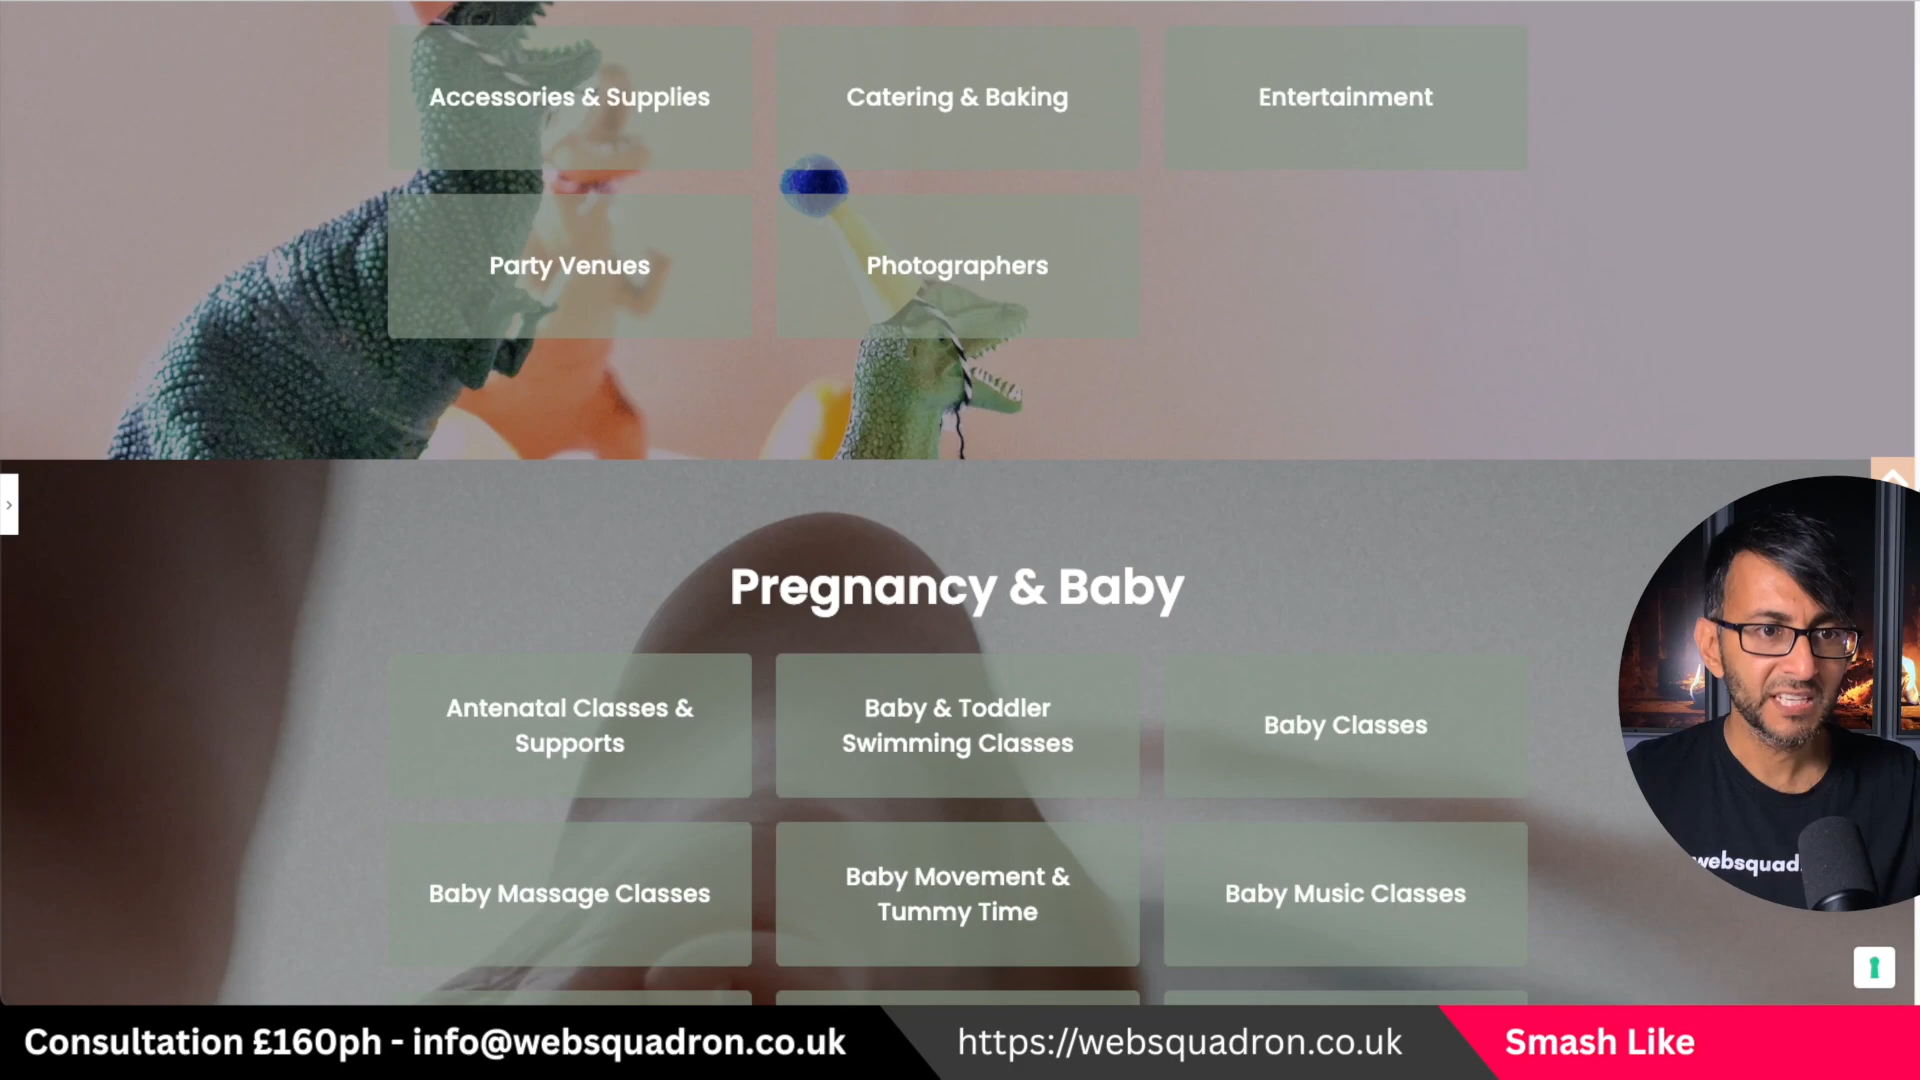 Accessories & Supplies
Catering & Baking
Entertainment
Party Venues
Photographers
Pregnancy & Baby
Antenatal Classes &
Supports
Baby & Toddler
Swimming Classes
Baby Classes
Baby Massage Classes
Baby Movement &
Tummy Time
Baby Music Classes
websquad
Consultation £160ph - info@websquadron.co.uk
https://websquadron.co.uk
Smash Like